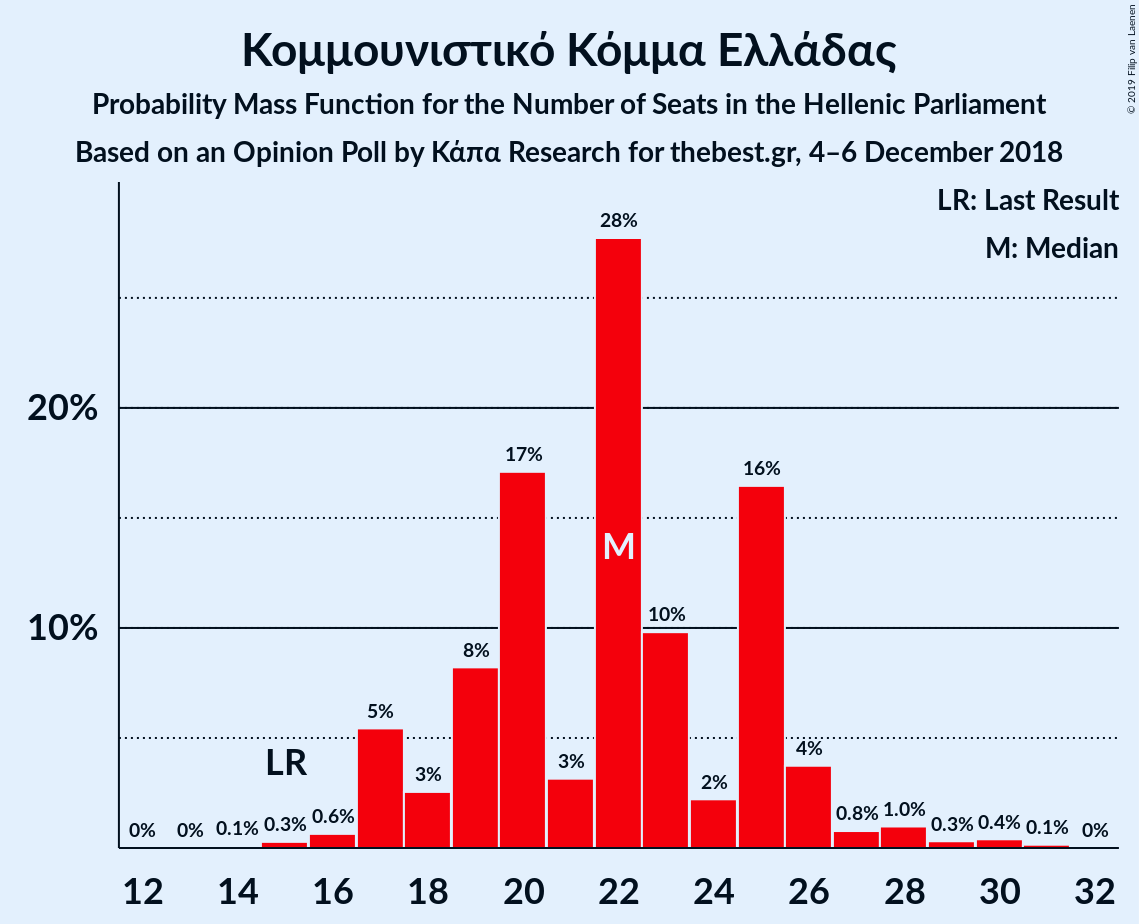 Κομμουνιστικό Κόμμα Ελλάδας
Probability Mass Function for the Number of Seats in the Hellenic Parliament
Based on an Opinion Poll by Κάπα Research for thebest.gr, 4–6 December 2018
© 2019 Filip van Laenen
LR: Last Result
M: Median
28%
20%
17%
16%
M
10%
10%
8%
5%
LR
3%
3%
2%
4%
0%
0%
0.1%
0.3%
0.6%
0.8%
1.0%
0.3%
0.4%
0.1%
0%
12 14 16 18 20 22 24 26 28 30 32